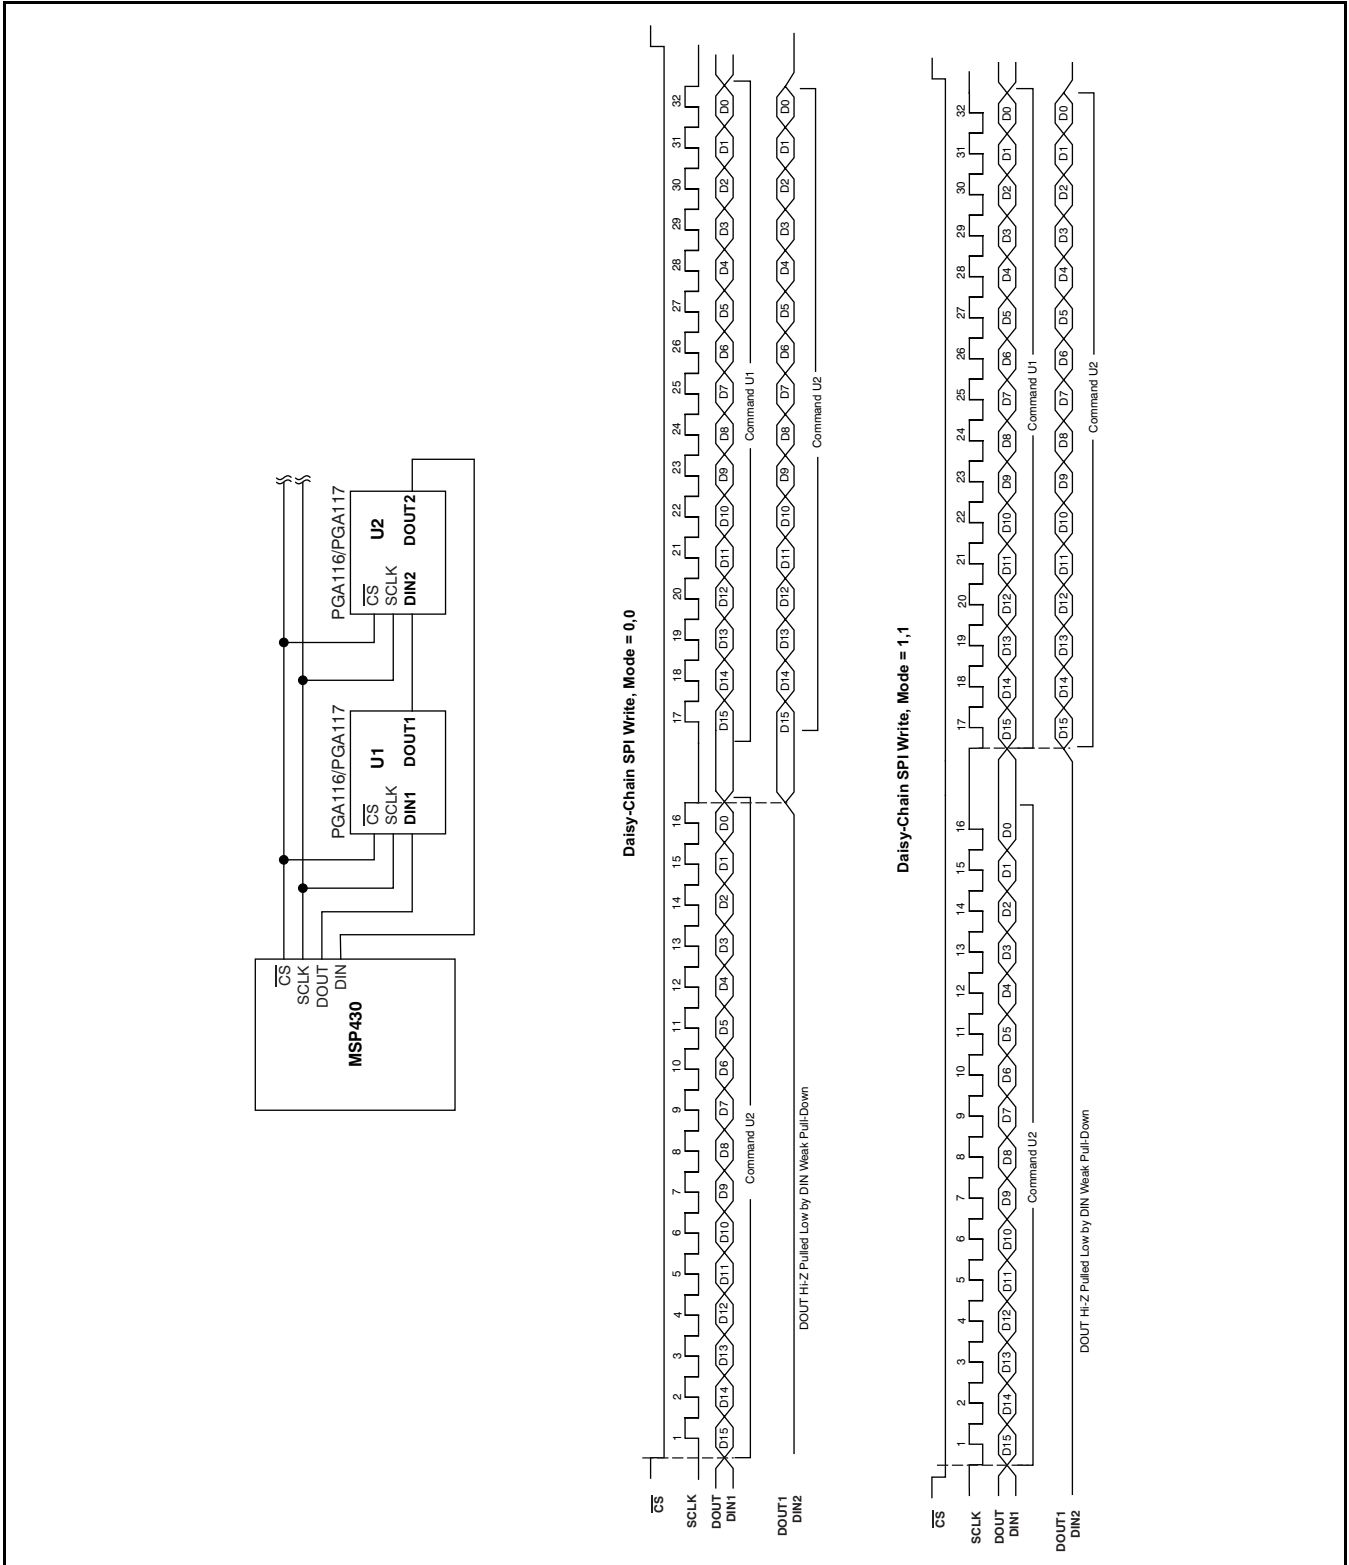 MSP430
CS
SCLK
DOUT
DIN
PGA116/PGA117
U1
CS
SCLK
DIN1
DOUT1
PGA116/PGA117
U2
CS
SCLK
DIN2
DOUT2
Daisy-Chain SPI Write, Mode = 0,0
CS
SCLK
1 2 3 4 5 6 7 8 9 10 11 12 13 14 15 16 17 18 19 20 21 22 23 24 25 26 27 28 29 30 31 32
DOUT
DIN1
D15 D14 D13 D12 D11 D10 D9 D8 D7 D6 D5 D4 D3 D2 D1 D0 D15 D14 D13 D12 D11 D10 D9 D8 D7 D6 D5 D4 D3 D2 D1 D0
Command U2
Command U1
DOUT1
DIN2
D15 D14 D13 D12 D11 D10 D9 D8 D7 D6 D5 D4 D3 D2 D1 D0
DOUT Hi-Z Pulled Low by DIN Weak Pull-Down
Command U2
Daisy-Chain SPI Write, Mode = 1,1
CS
SCLK
1 2 3 4 5 6 7 8 9 10 11 12 13 14 15 16 17 18 19 20 21 22 23 24 25 26 27 28 29 30 31 32
DOUT
DIN1
D15 D14 D13 D12 D11 D10 D9 D8 D7 D6 D5 D4 D3 D2 D1 D0 D15 D14 D13 D12 D11 D10 D9 D8 D7 D6 D5 D4 D3 D2 D1 D0
Command U2
Command U1
DOUT1
DIN2
D15 D14 D13 D12 D11 D10 D9 D8 D7 D6 D5 D4 D3 D2 D1 D0
DOUT Hi-Z Pulled Low by DIN Weak Pull-Down
Command U2